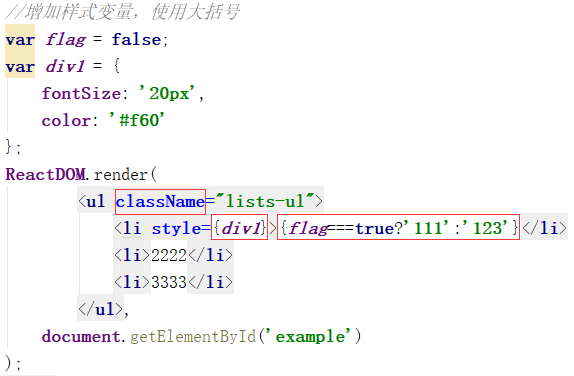 //增加样式变量，使用大括号
var flag = false;
var div1 = {
    fontSize: '20px',
    color: '#f60'
};
ReactDOM.render(
        <ul className="lists-ul">
            <li style={div1}>{flag===true?'111':'123'}</li>
            <li>2222</li>
            <li>3333</li>
        </ul>,
    document.getElementById('example')
);